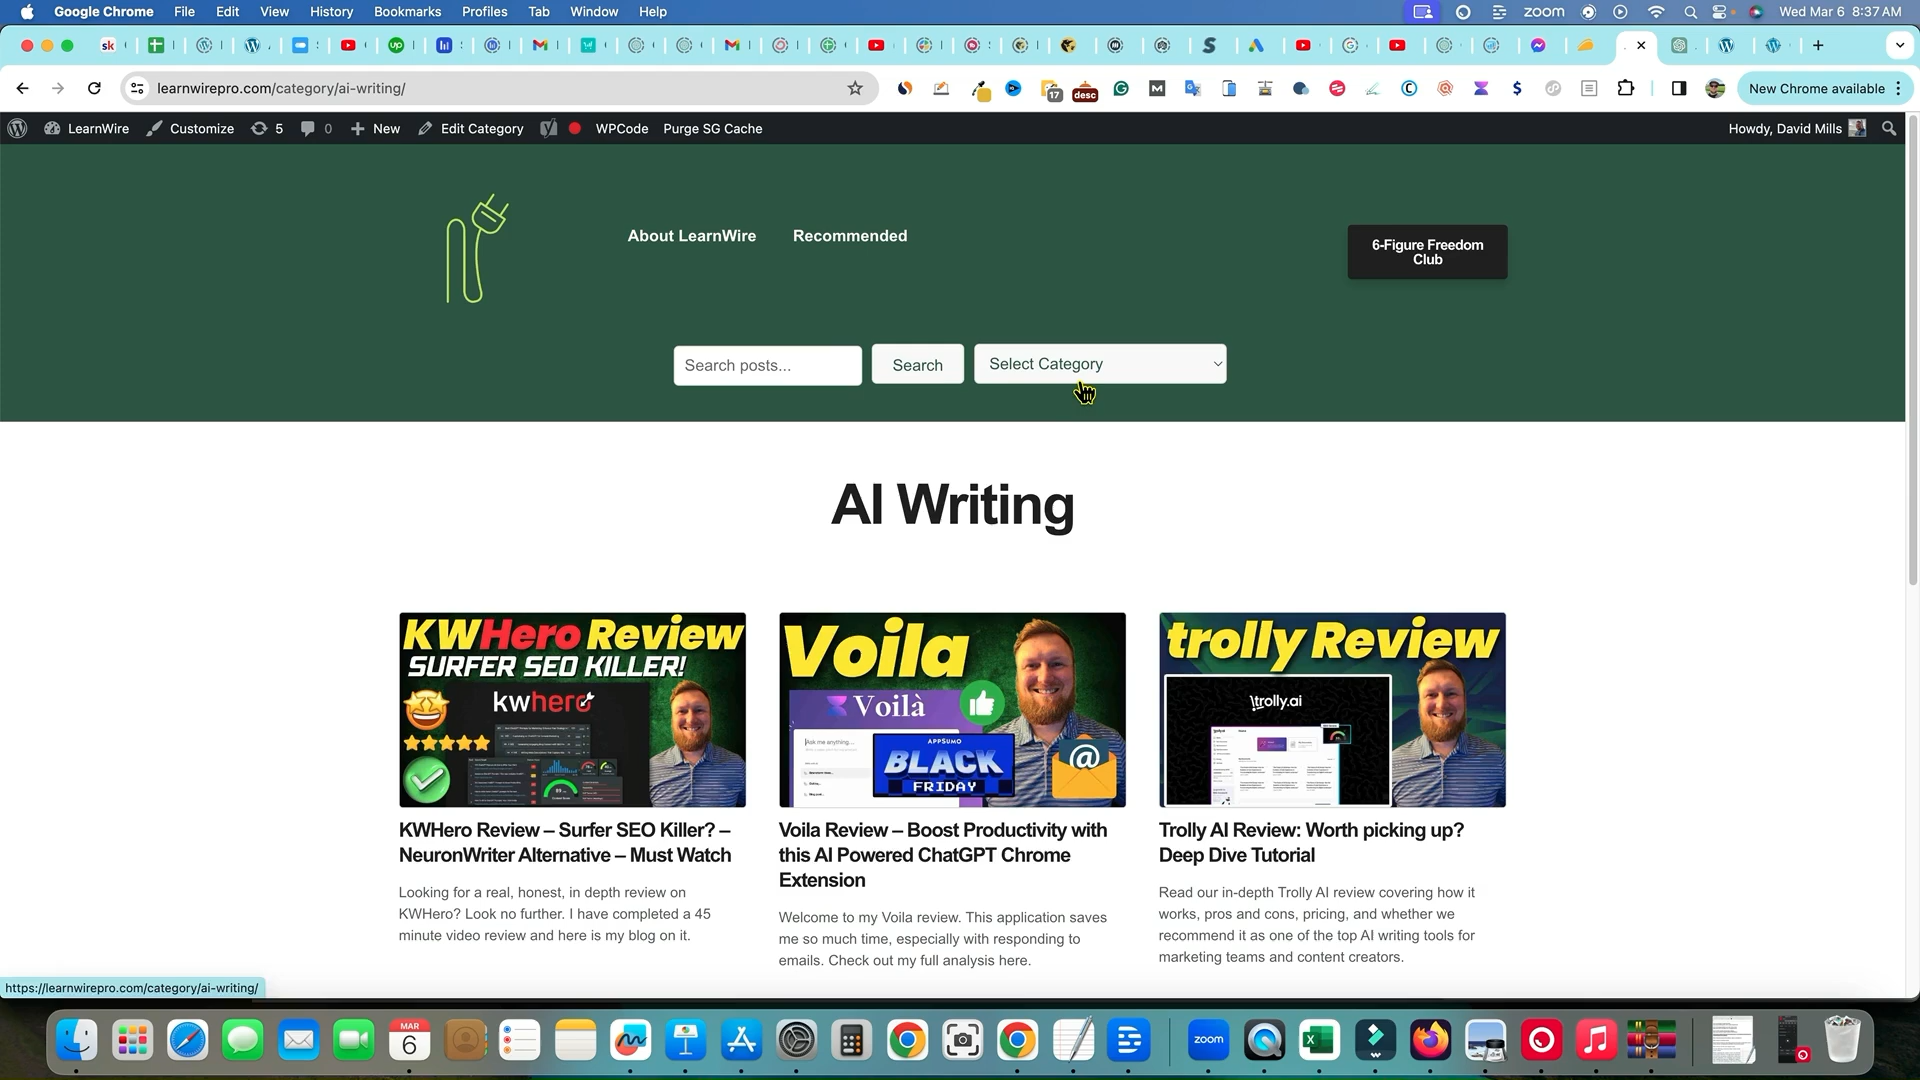 Google Chrome File Edit View History Bookmarks Profiles Tab Window Help zoom Wed Mar 6 8:37 AM
learnwirepro.com/category/ai-writing/ 17 desc New Chrome available
LearnWire Customize 5 0 New Edit Category WPCode Purge SG Cache Howdy, David Mills
About LearnWire Recommended
6-Figure Freedom
Club
Search posts... Search Select Category
AI Writing
KWHero Review
SURFER SEO KILLER!
kwhero
Voila
Voilà
Ask me anything...
APPSUMO
BLACK
FRIDAY
trolly Review
\trolly.ai
KWHero Review – Surfer SEO Killer? –
NeuronWriter Alternative – Must Watch
Looking for a real, honest, in depth review on
KWHero? Look no further. I have completed a 45
minute video review and here is my blog on it.
Voila Review – Boost Productivity with
this AI Powered ChatGPT Chrome
Extension
Welcome to my Voila review. This application saves
me so much time, especially with responding to
emails. Check out my full analysis here.
Trolly AI Review: Worth picking up?
Deep Dive Tutorial
Read our in-depth Trolly AI review covering how it
works, pros and cons, pricing, and whether we
recommend it as one of the top AI writing tools for
marketing teams and content creators.
https://learnwirepro.com/category/ai-writing/
MAR
6
zoom